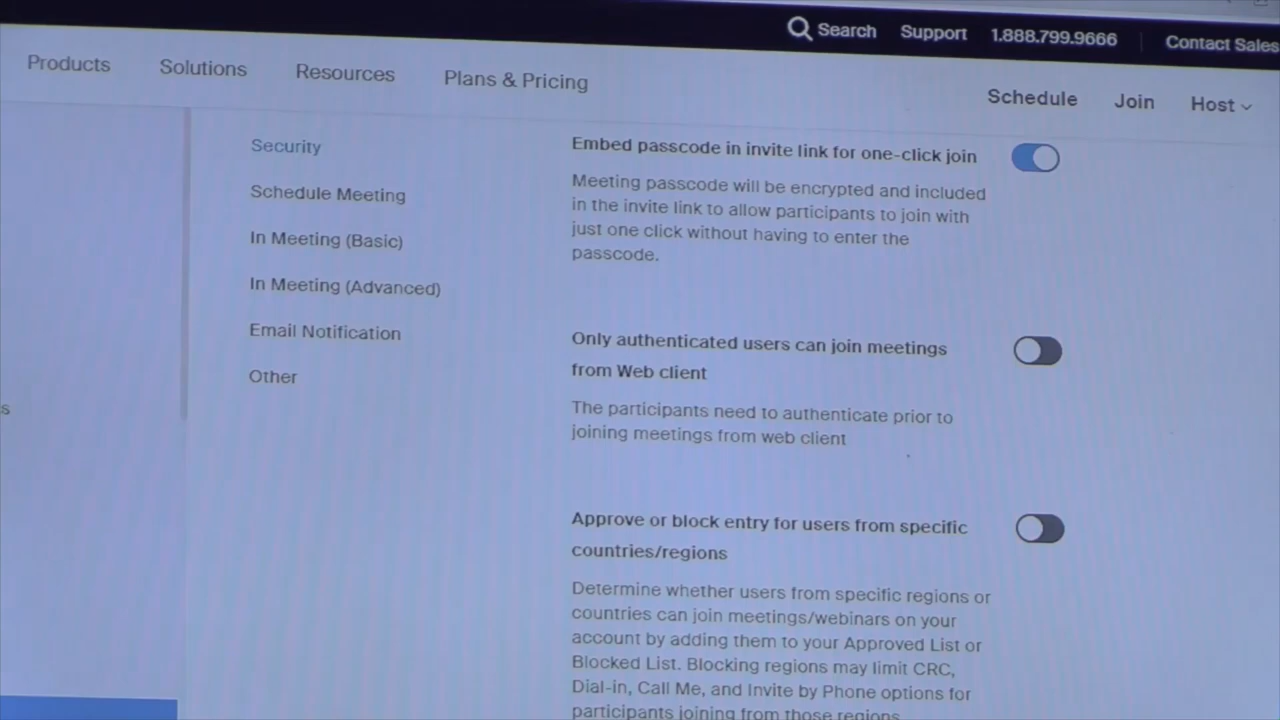 Search Support 1.888.799.9666 Contact Sales
Products Solutions Resources Plans & Pricing Schedule Join Host
Security
Schedule Meeting
In Meeting (Basic)
In Meeting (Advanced)
Email Notification
Other
s
Embed passcode in invite link for one-click join
Meeting passcode will be encrypted and included
in the invite link to allow participants to join with
just one click without having to enter the
passcode.
Only authenticated users can join meetings
from Web client
The participants need to authenticate prior to
joining meetings from web client
Approve or block entry for users from specific
countries/regions
Determine whether users from specific regions or
countries can join meetings/webinars on your
account by adding them to your Approved List or
Blocked List. Blocking regions may limit CRC,
Dial-in, Call Me, and Invite by Phone options for
participants joining from those regions.